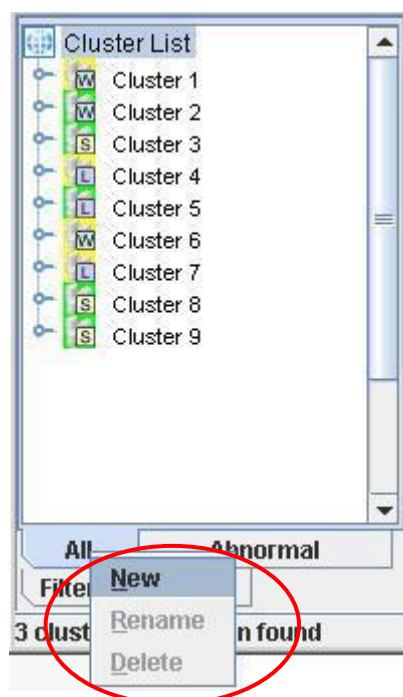 Cluster List
W Cluster 1
W Cluster 2
S Cluster 3
L Cluster 4
L Cluster 5
W Cluster 6
L Cluster 7
S Cluster 8
S Cluster 9
All Abnormal
New
Rename
n found
Delete